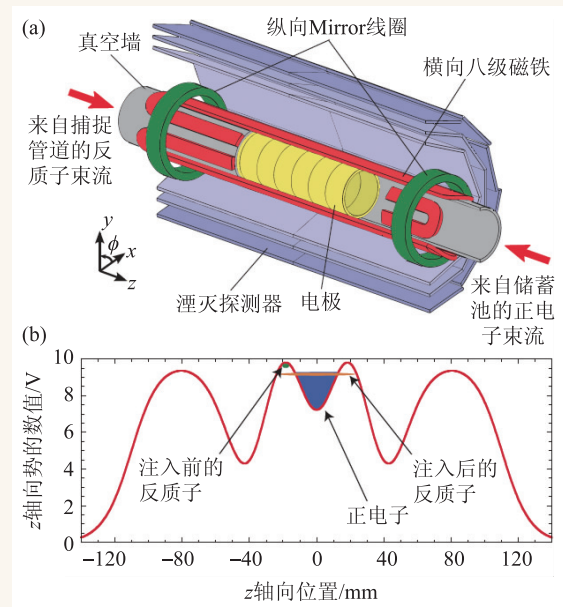 (a)
纵向Mirror线圈
真空墙
横向八级磁铁
来自捕捉
管道的反
质子束流
y
ϕ
x
z
湮灭探测器
电极
来自储蓄
池的正电
子束流
(b)
z轴向势的数值/V
10
8
6
4
2
0
注入前的
反质子
注入后的
反质子
正电子
−120
−80
−40
0
40
80
120
z轴向位置/mm